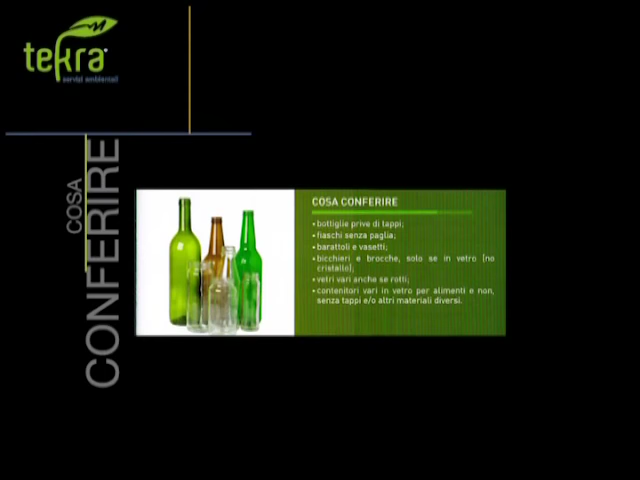 tekra
servizi ambientali
COSA
CONFERIRE
COSA CONFERIRE
- bottiglie prive di tappi;
- fiaschi senza paglia;
- barattoli e vasetti;
- bicchieri e brocche, solo se in vetro (no
cristallo);
- vetri vari anche se rotti;
- contenitori vari in vetro per alimenti e non,
senza tappi e/o altri materiali diversi.